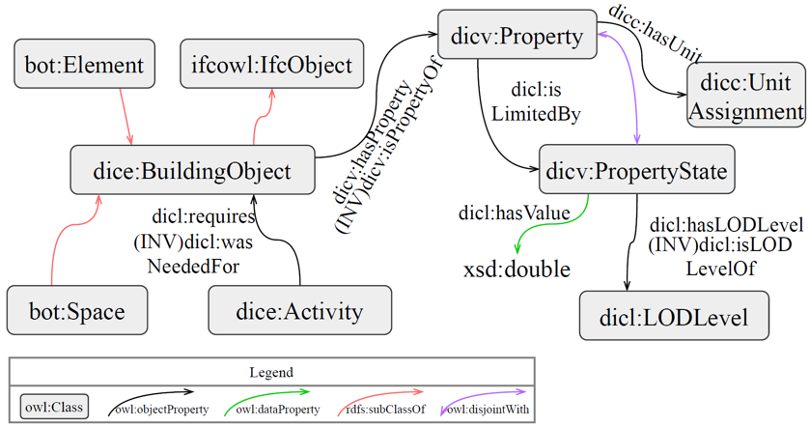 bot:Element
ifcowl:IfcObject
dicv:Property
dicc:hasUnit
dicc:Unit
Assignment
dicl:is
LimitedBy
dicv:hasProperty
(INV)dicv:isPropertyOf
dice:BuildingObject
dicv:PropertyState
dicl:requires
(INV)dicl:was
NeededFor
dicl:hasValue
dicl:hasLODLevel
(INV)dicl:isLOD
LevelOf
xsd:double
bot:Space
dice:Activity
dicl:LODLevel
Legend
owl:Class
owl:objectProperty
owl:dataProperty
rdfs:subClassOf
owl:disjointWith